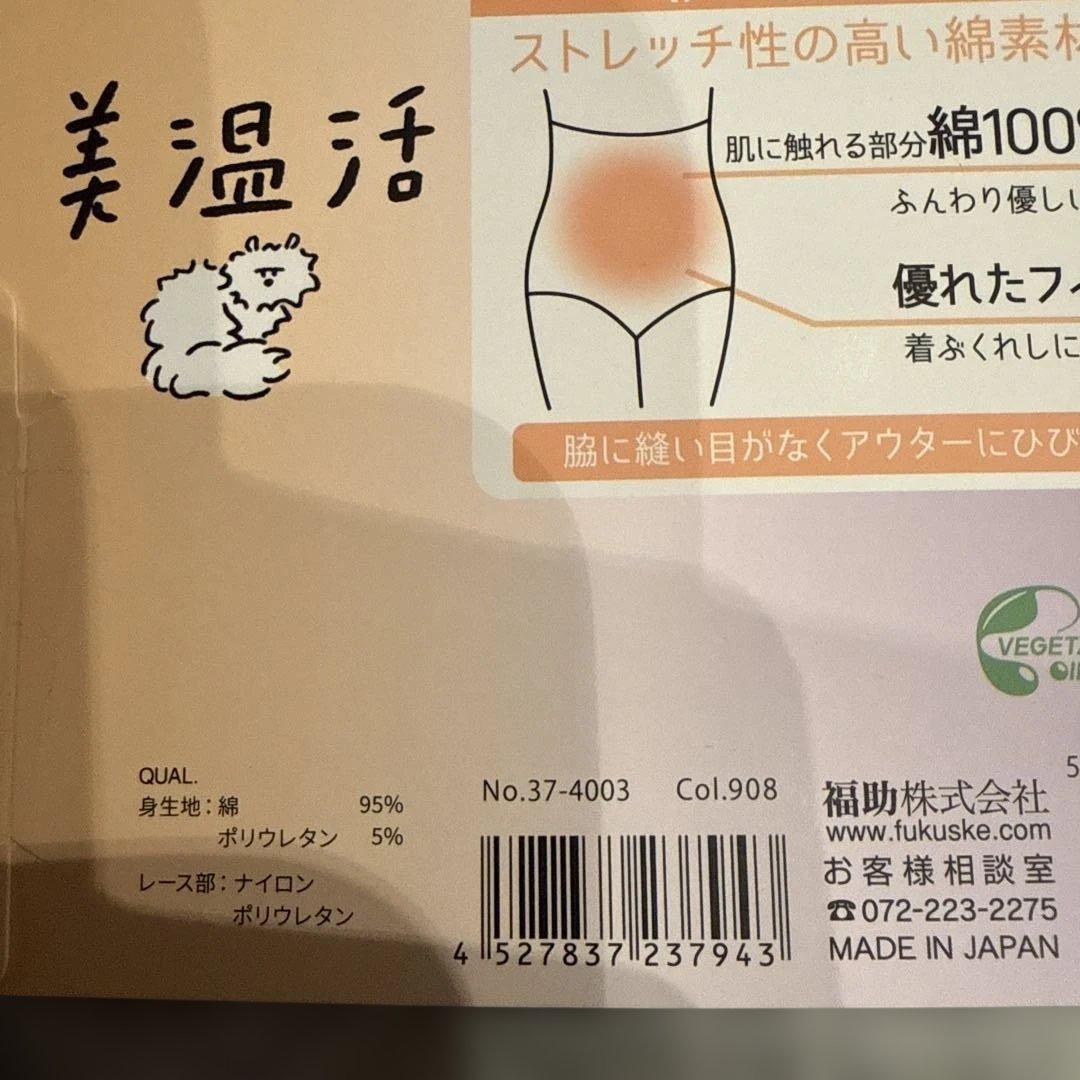 美温活
ストレッチ性の高い綿素材
肌に触れる部分綿100%
ふんわり優しい
優れたフィ
着ぶくれしに
脇に縫い目がなくアウターにひび
VEGETA
OIL
QUAL.
身生地：綿 95%
ポリウレタン 5%
レース部：ナイロン
ポリウレタン
No.37-4003 Col.908
4 527837 237943
5
福助株式会社
www.fukuske.com
お客様相談室
☎072-223-2275
MADE IN JAPAN